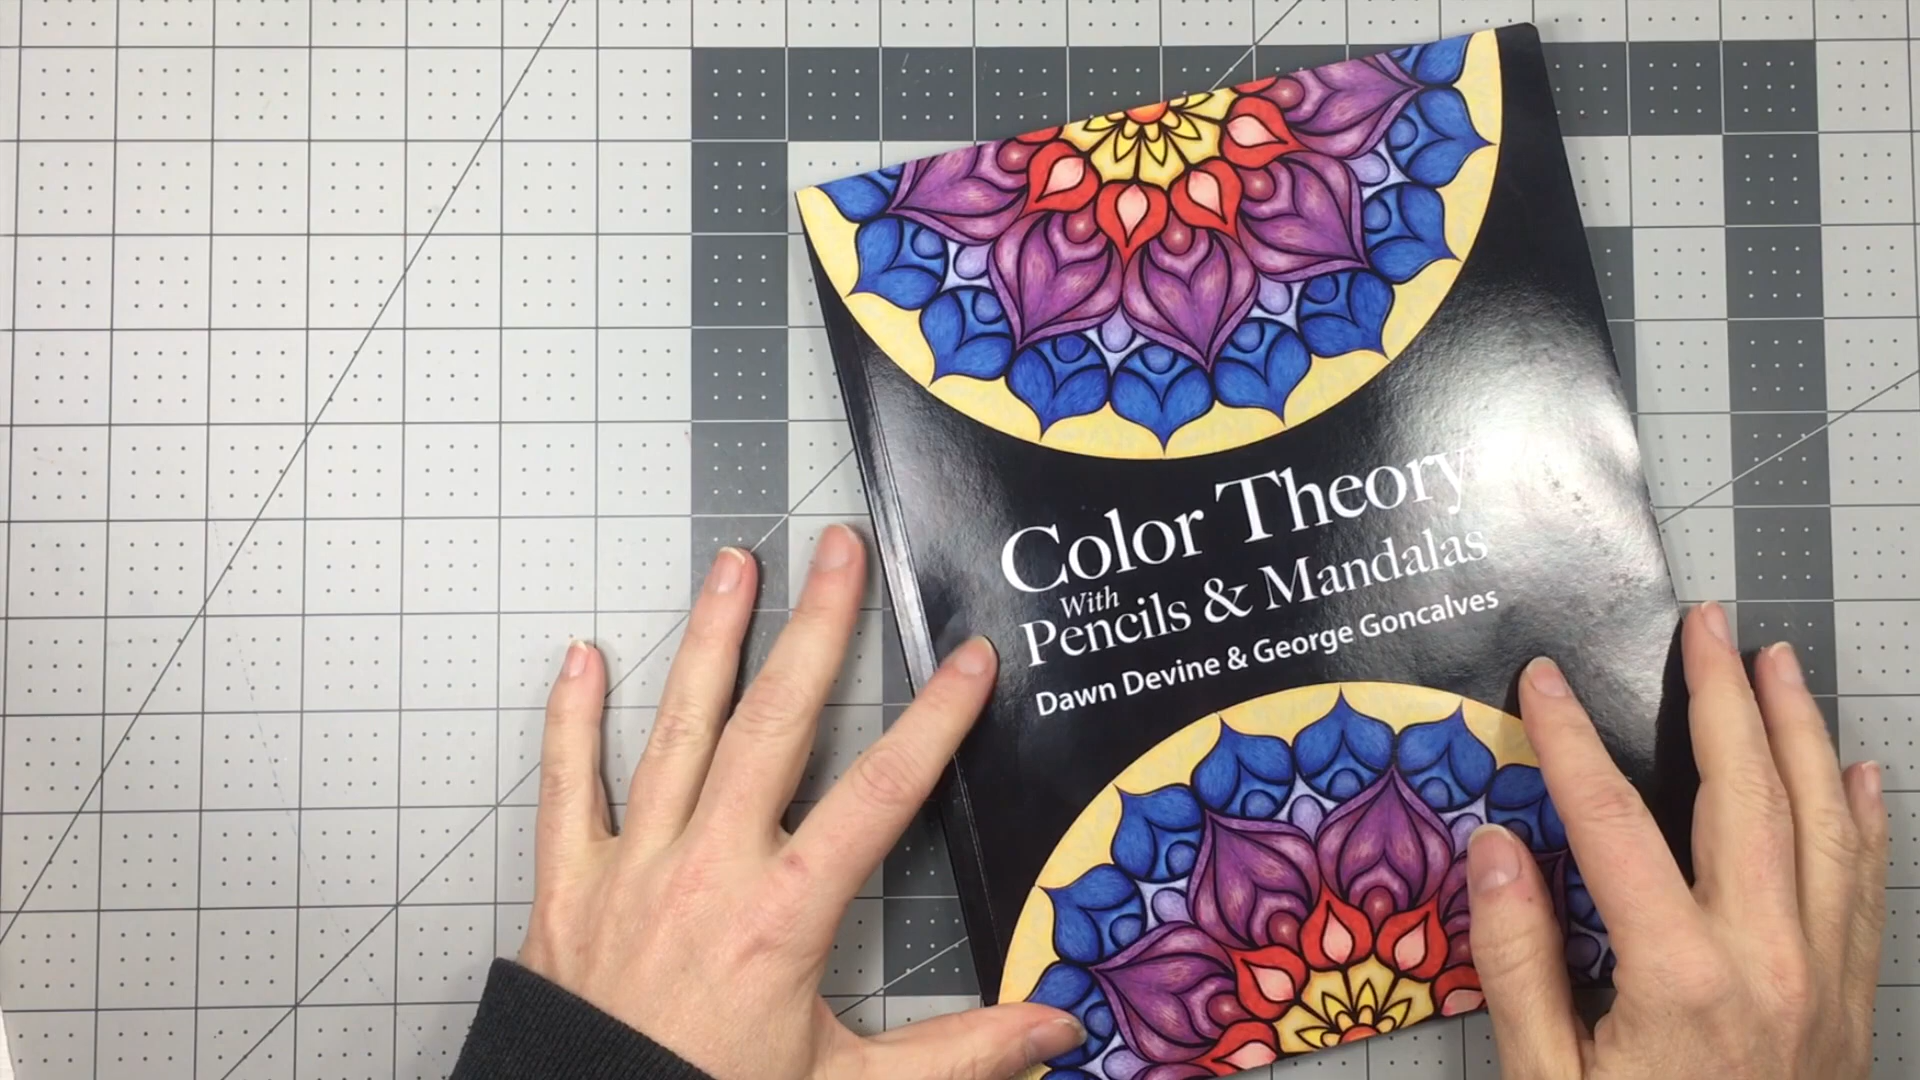 Color Theory
With
Pencils & Mandalas
Dawn Devine & George Goncalves